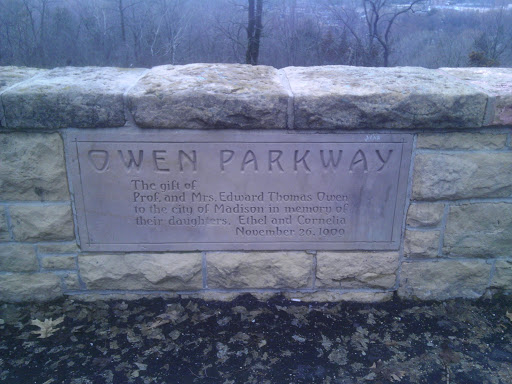 OWEN PARKWAY
The gift of
Prof. and Mrs. Edward Thomas Owen
to the city of Madison in memory of
their daughters, Ethel and Cornelia
November 26, 1909